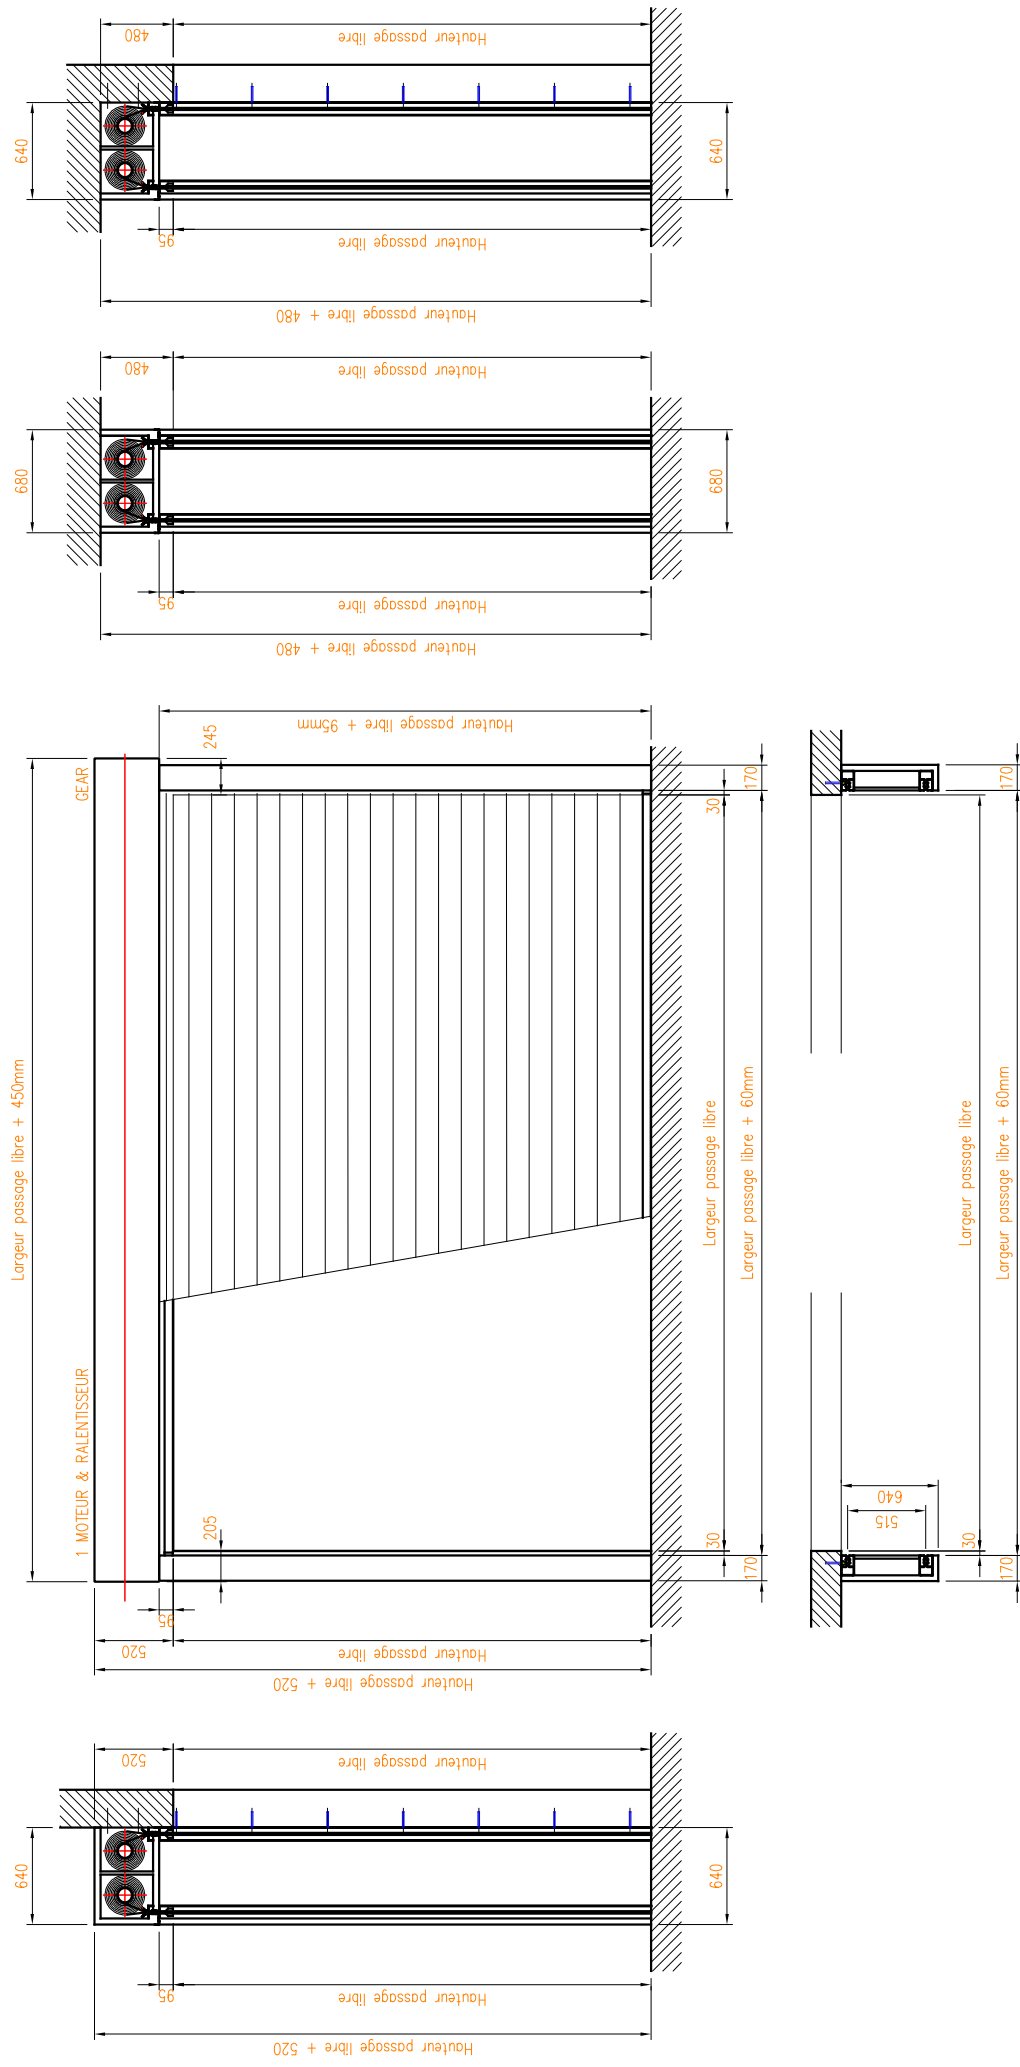 480
Hauteur passage libre
640
640
95
Hauteur passage libre
Hauteur passage libre + 480
480
Hauteur passage libre
680
680
95
Hauteur passage libre
Hauteur passage libre + 480
Hauteur passage libre + 95mm
245
GEAR
170
30
170
Largeur passage libre + 450mm
Largeur passage libre
Largeur passage libre + 60mm
Largeur passage libre
Largeur passage libre + 60mm
1 MOTEUR & RALENTISSEUR
205
30
170
640
515
30
170
95
520
Hauteur passage libre
Hauteur passage libre + 520
520
Hauteur passage libre
640
640
95
Hauteur passage libre
Hauteur passage libre + 520